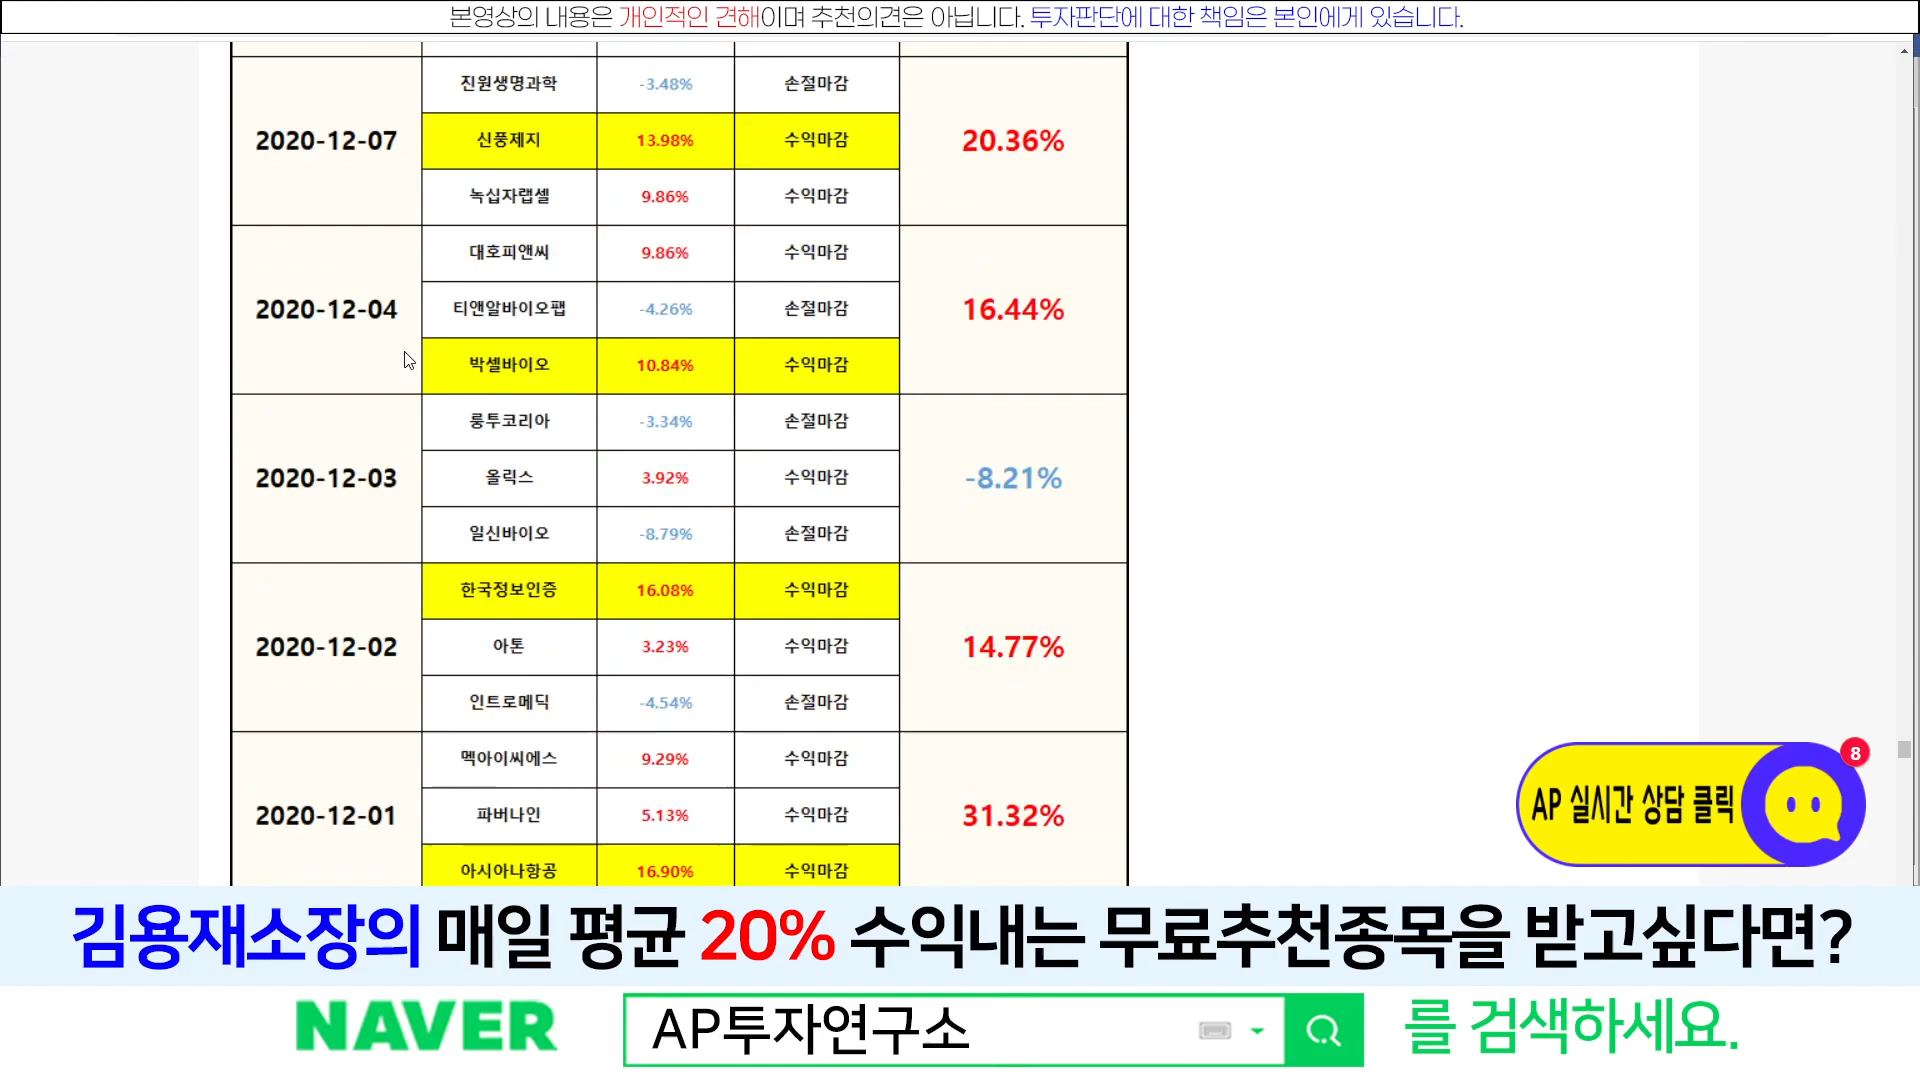 본영상의 내용은 개인적인 견해이며 추천의견은 아닙니다. 투자판단에 대한 책임은 본인에게 있습니다.
진원생명과학 -3.48% 손절마감
2020-12-07 신풍제지 13.98% 수익마감 20.36%
녹십자랩셀 9.86% 수익마감
대호피앤씨 9.86% 수익마감
2020-12-04 티앤알바이오팹 -4.26% 손절마감 16.44%
박셀바이오 10.84% 수익마감
룽투코리아 -3.34% 손절마감
2020-12-03 올릭스 3.92% 수익마감 -8.21%
일신바이오 -8.79% 손절마감
한국정보인증 16.08% 수익마감
2020-12-02 아톤 3.23% 수익마감 14.77%
인트로메딕 -4.54% 손절마감
멕아이씨에스 9.29% 수익마감
2020-12-01 파버나인 5.13% 수익마감 31.32%
아시아나항공 16.90% 수익마감
8
AP 실시간 상담 클릭
김용재소장의 매일 평균 20% 수익내는 무료추천종목을 받고싶다면?
NAVER AP투자연구소 를 검색하세요.